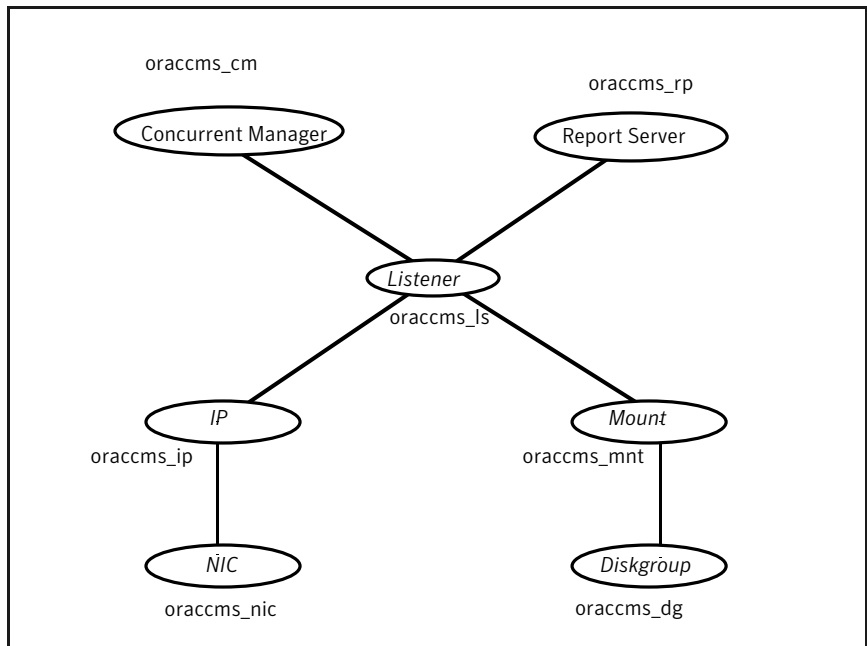 oraccms_cm
oraccms_rp
Concurrent Manager
Report Server
Listener
oraccms_ls
IP
Mount
oraccms_ip
oraccms_mnt
NIC
Diskgroup
oraccms_nic
oraccms_dg